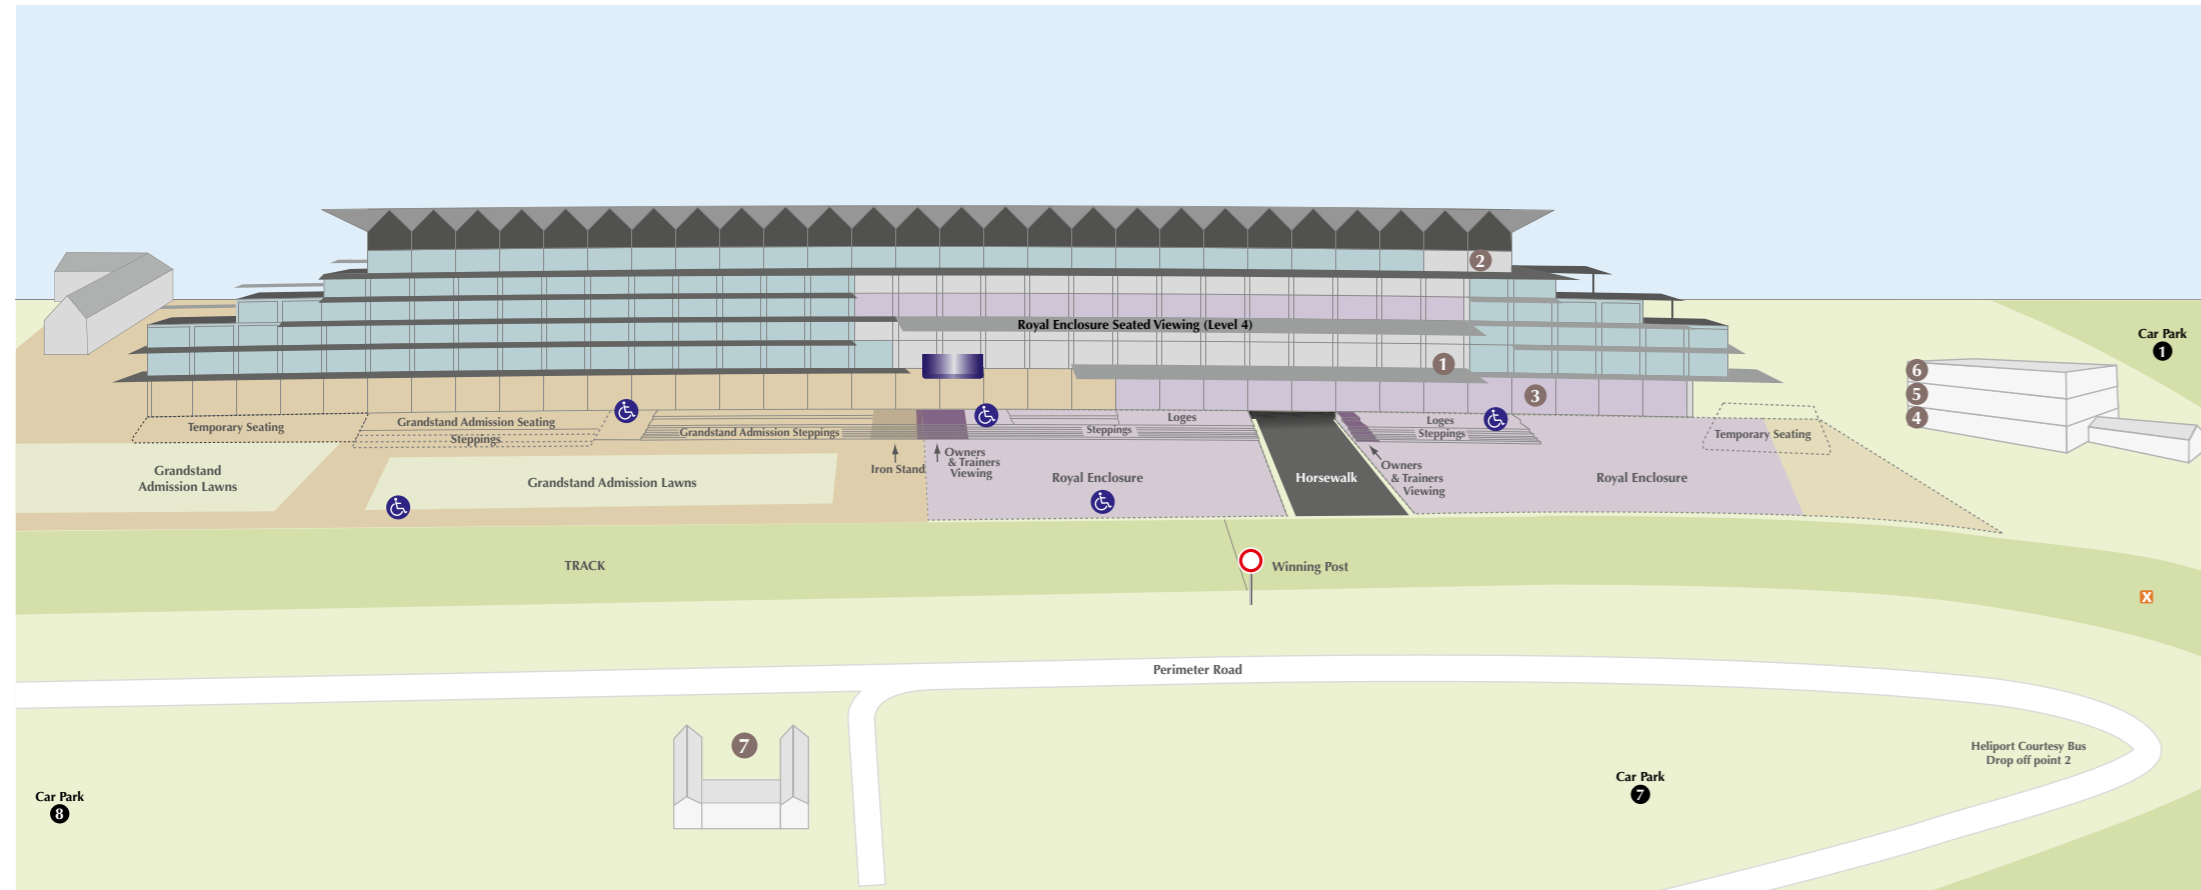 2
Royal Enclosure Seated Viewing (Level 4)
Car Park
1
1
6
5
4
3
Temporary Seating
Grandstand Admission Seating
Steppings
Grandstand Admission Steppings
Loges
Steppings
Loges
Steppings
Temporary Seating
Grandstand
Admission Lawns
Grandstand Admission Lawns
Iron Stand
Owners
& Trainers
Viewing
Royal Enclosure
Horsewalk
Owners
& Trainers
Viewing
Royal Enclosure
TRACK
Winning Post
X
Perimeter Road
7
Heliport Courtesy Bus
Drop off point 2
Car Park
8
Car Park
7